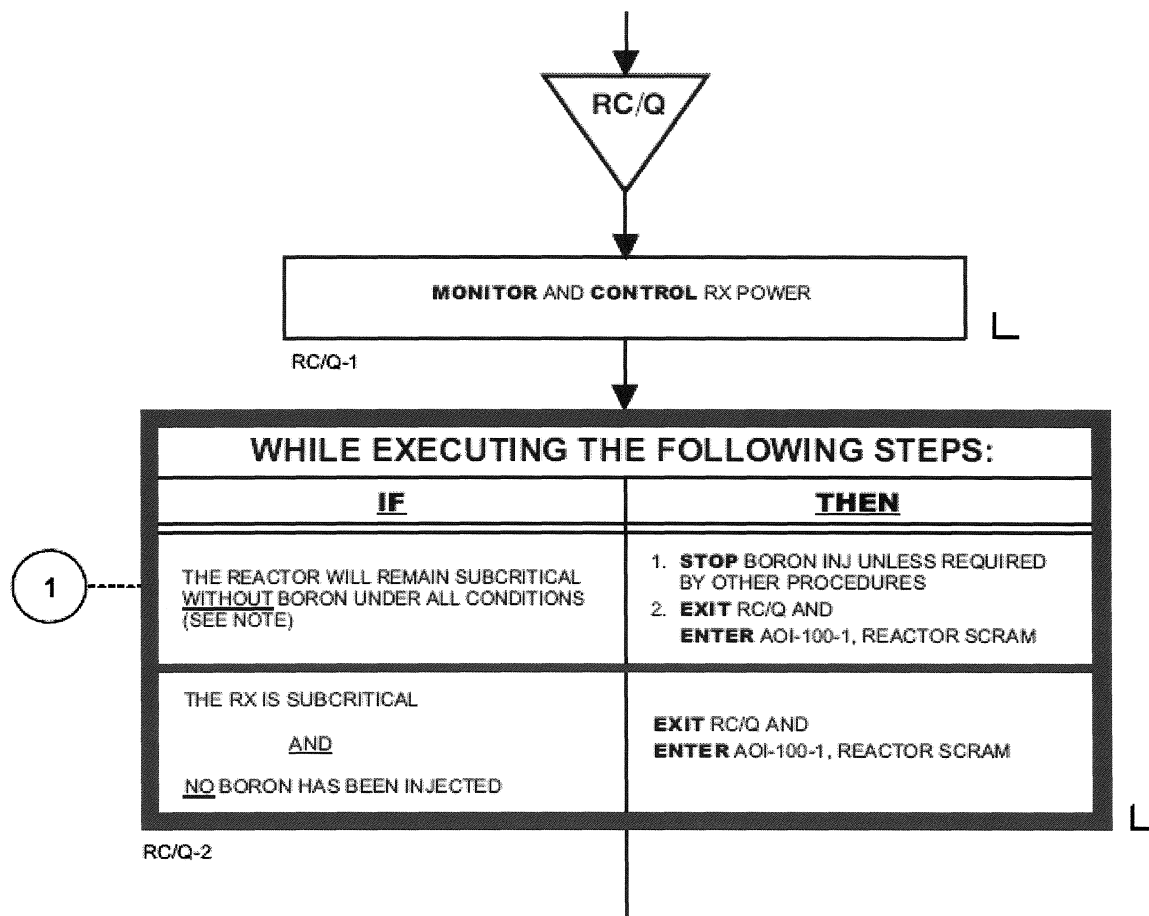 RC/Q
MONITOR AND CONTROL RX POWER
RC/Q-1
WHILE EXECUTING THE FOLLOWING STEPS:
IF
THEN
1
THE REACTOR WILL REMAIN SUBCRITICAL
WITHOUT BORON UNDER ALL CONDITIONS
(SEE NOTE)
1. STOP BORON INJ UNLESS REQUIRED
BY OTHER PROCEDURES
2. EXIT RC/Q AND
ENTER AOI-100-1, REACTOR SCRAM
THE RX IS SUBCRITICAL
AND
NO BORON HAS BEEN INJECTED
EXIT RC/Q AND
ENTER AOI-100-1, REACTOR SCRAM
RC/Q-2